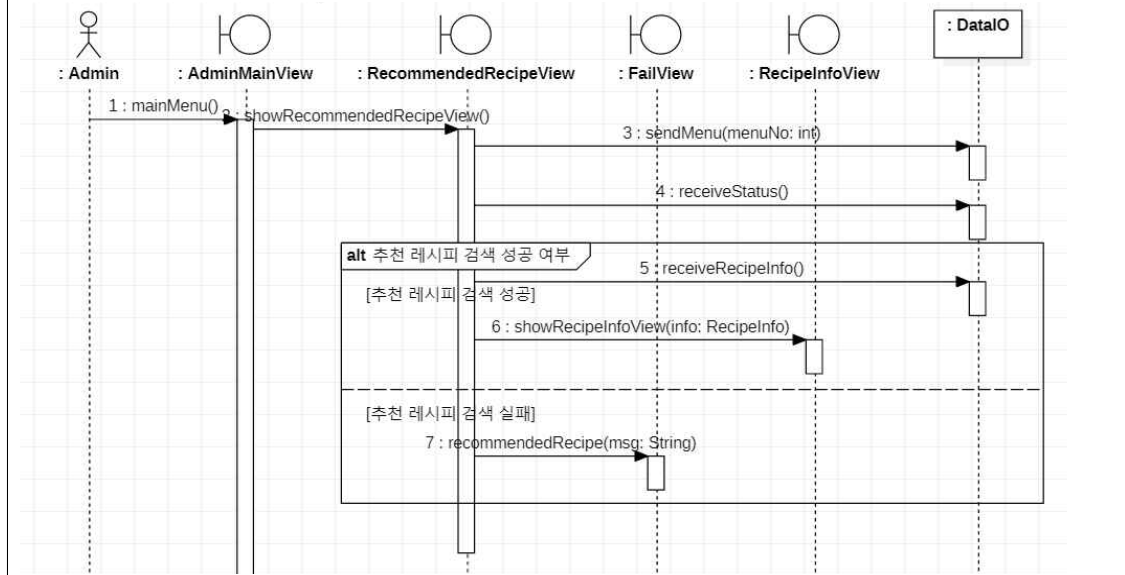 : Admin
: AdminMainView
: RecommendedRecipeView
: FailView
: RecipeInfoView
: DataIO
1 : mainMenu()
2 : showRecommendedRecipeView()
3 : sendMenu(menuNo: int)
4 : receiveStatus()
alt 추천 레시피 검색 성공 여부
5 : receiveRecipeInfo()
[추천 레시피 검색 성공]
6 : showRecipeInfoView(info: RecipeInfo)
[추천 레시피 검색 실패]
7 : recommendedRecipe(msg: String)